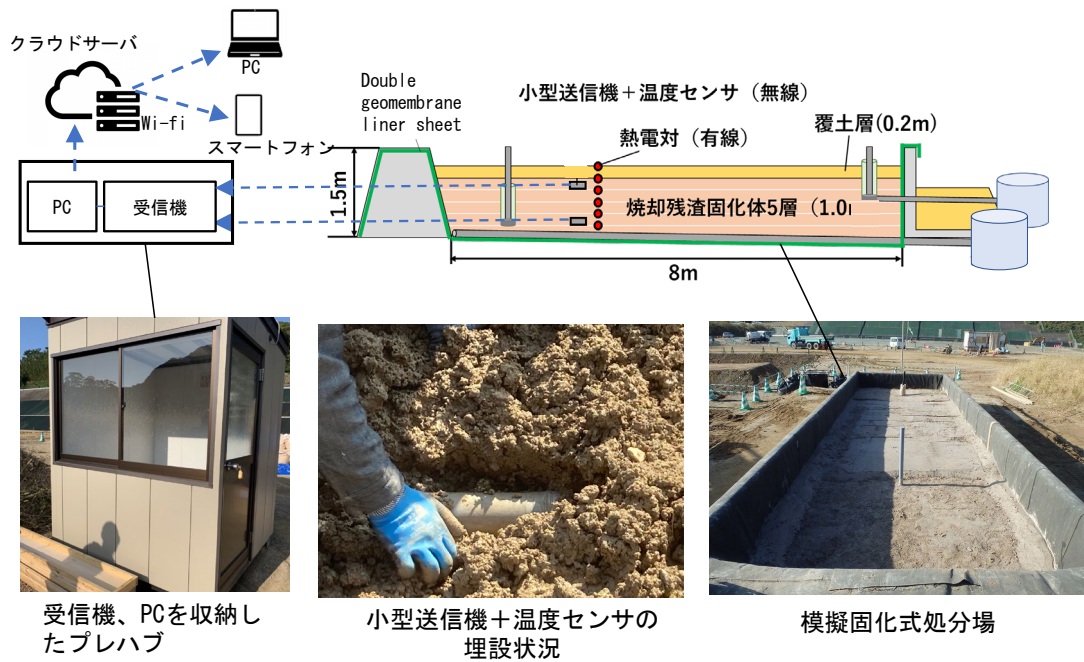 クラウドサーバ
PC
Wi-fi
スマートフォン
Double
geomembrane
liner sheet
小型送信機＋温度センサ（無線）
熱電対（有線）
覆土層(0.2m)
PC
受信機
1.5m
焼却残渣固化体5層（1.0
8m
受信機、PCを収納し
たプレハブ
小型送信機＋温度センサの
埋設状況
模擬固化式処分場